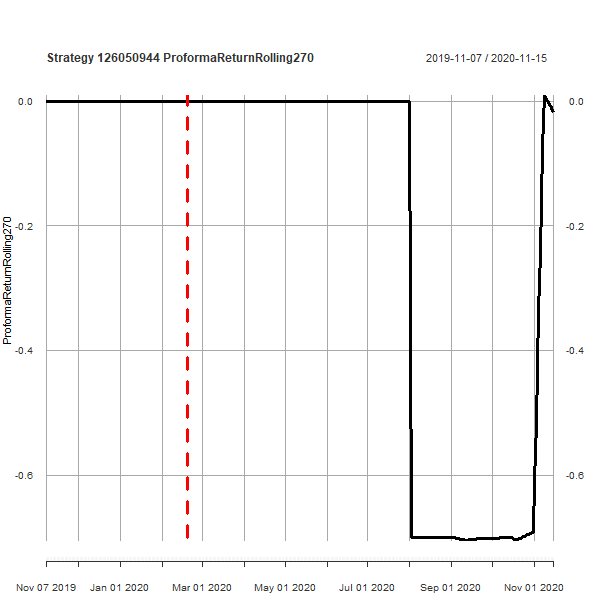 Strategy 126050944 ProformaReturnRolling270
2019-11-07 / 2020-11-15
ProformaReturnRolling270
0.0 0.0
-0.2 -0.2
-0.4 -0.4
-0.6 -0.6
Nov 07 2019 Jan 01 2020 Mar 01 2020 May 01 2020 Jul 01 2020 Sep 01 2020 Nov 01 2020